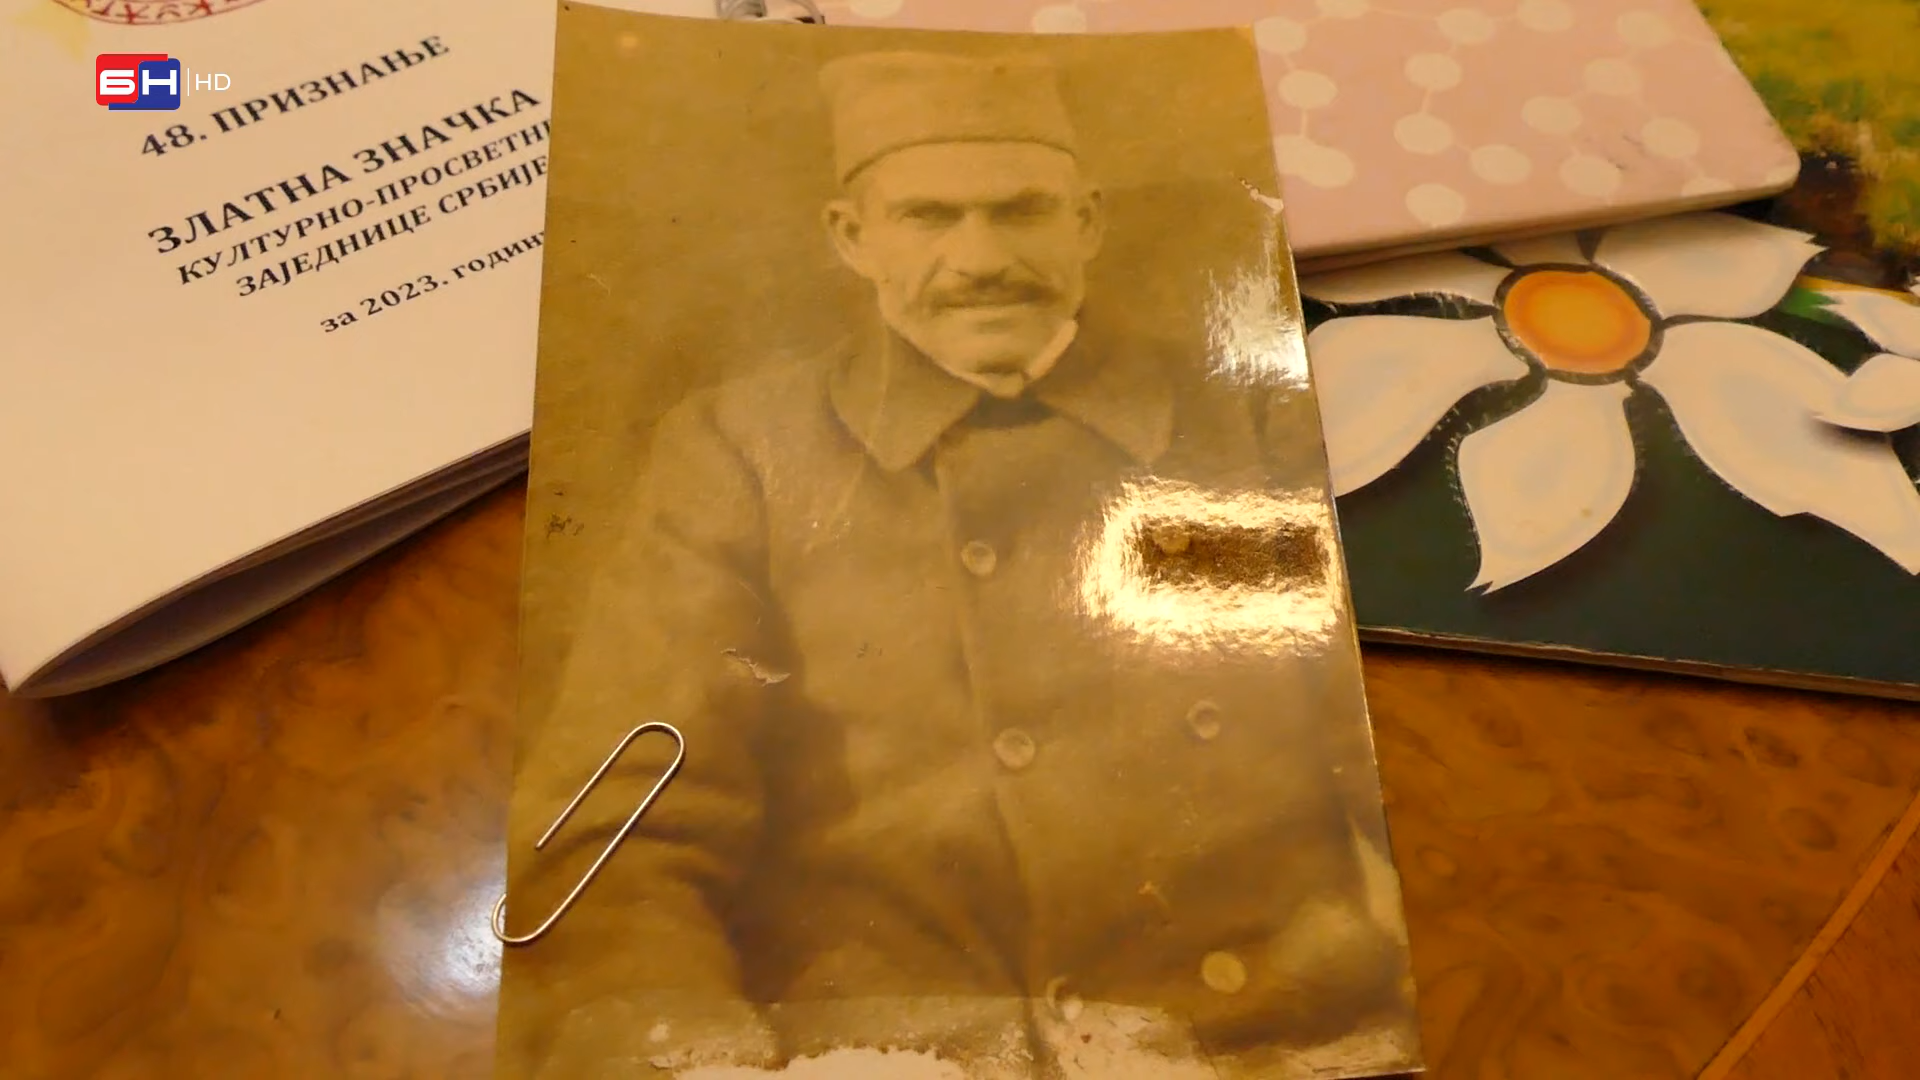 БН HD
48. ПРИЗНАЊЕ
ЗЛАТНА ЗНАЧКА
КУЛТУРНО-ПРОСВЕТН
ЗАЈЕДНИЦЕ СРБИЈЕ
за 2023. годин